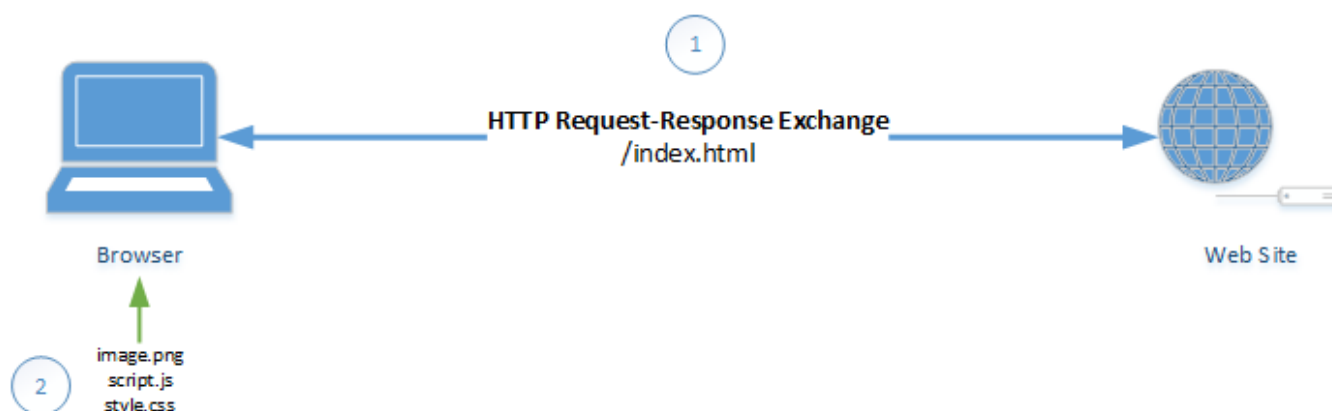 1
HTTP Request-Response Exchange
/index.html
Browser
Web Site
image.png
2
script.js
style.css